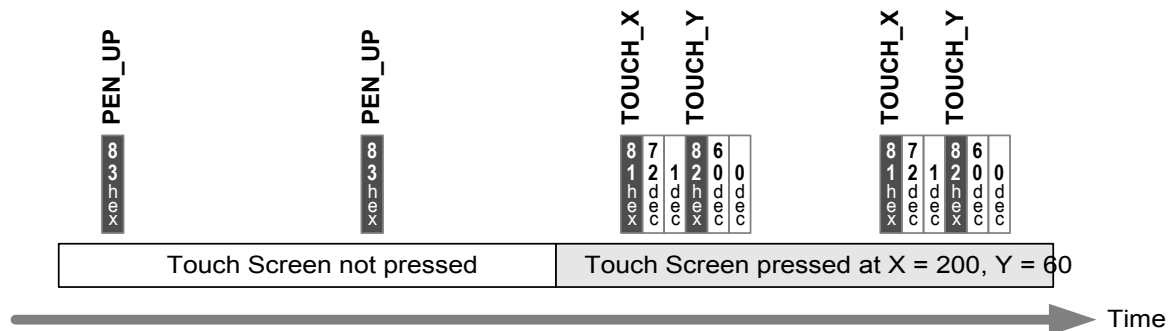 PEN_UP
PEN_UP
TOUCH_X
TOUCH_Y
TOUCH_X
TOUCH_Y
83hex
83hex
81hex 72dec 1dec 82hex 60dec 0dec
81hex 72dec 1dec 82hex 60dec 0dec
Touch Screen not pressed
Touch Screen pressed at X = 200, Y = 60
Time